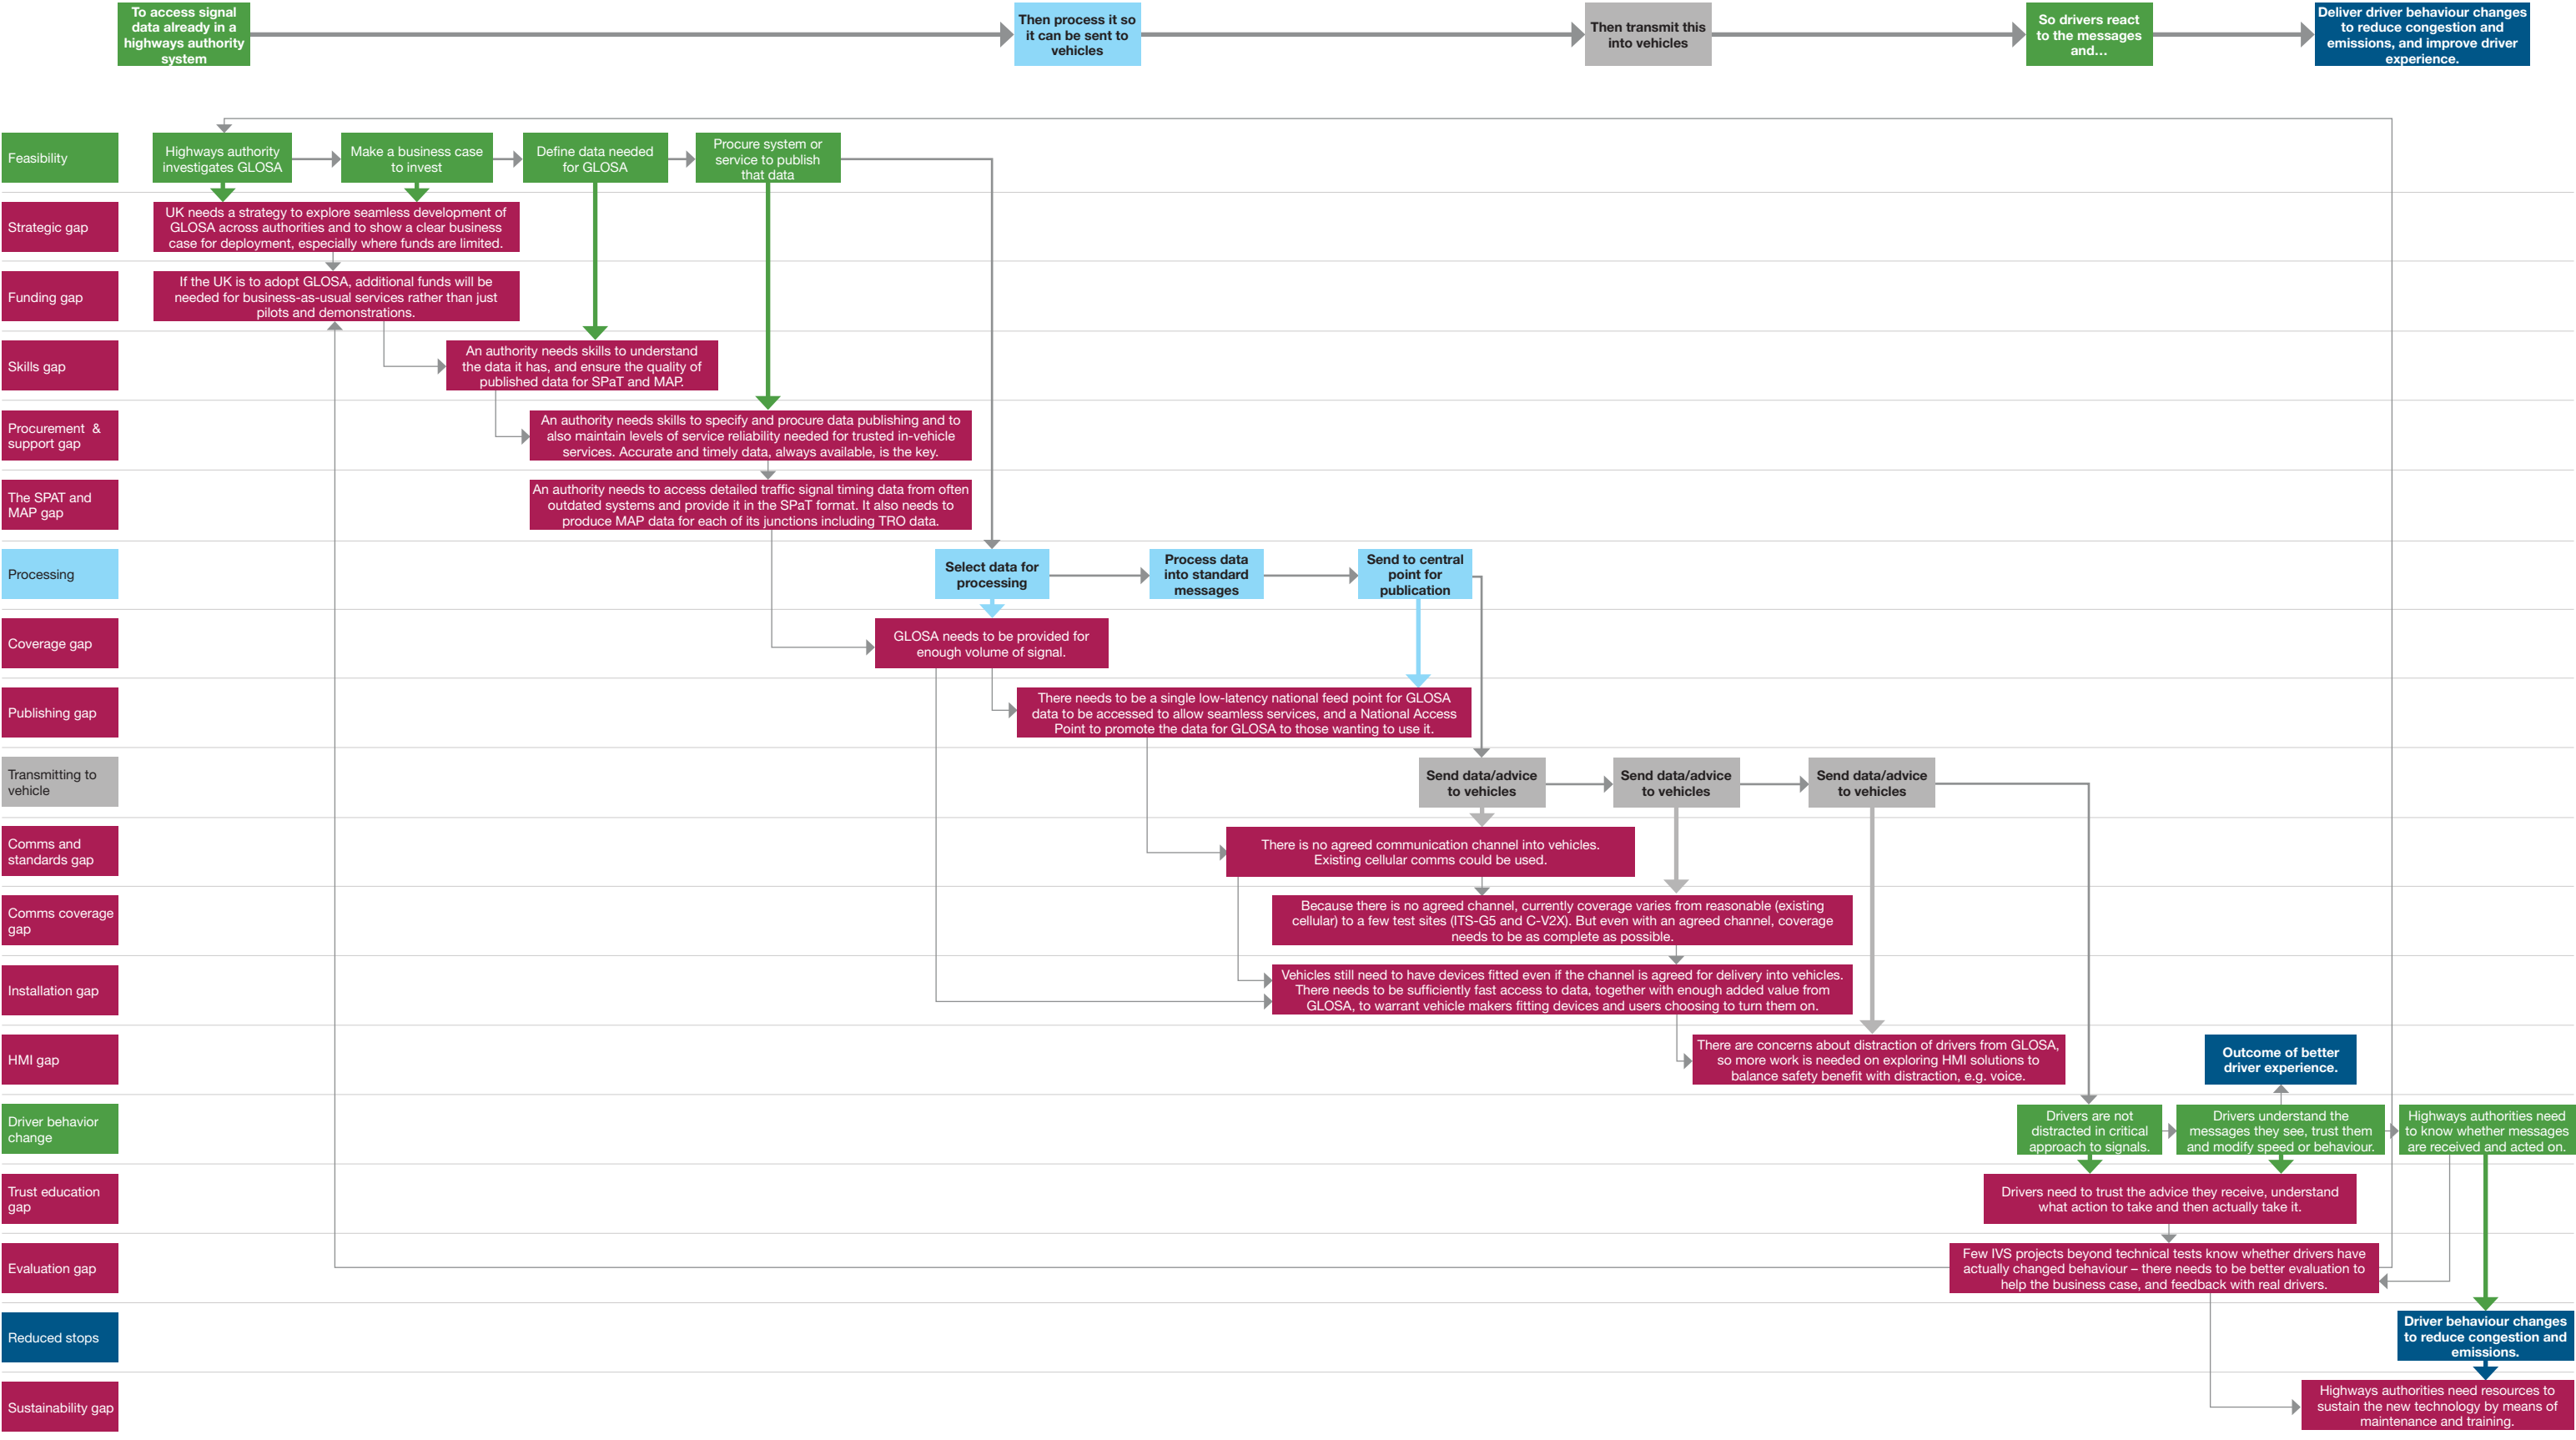 To access signal
data already in a
highways authority
system
Then process it so
it can be sent to
vehicles
Then transmit this
into vehicles
So drivers react
to the messages
and...
Deliver driver behaviour changes
to reduce congestion and
emissions, and improve driver
experience.
Feasibility
Highways authority
investigates GLOSA
Make a business case
to invest
Define data needed
for GLOSA
Procure system or
service to publish
that data
Strategic gap
UK needs a strategy to explore seamless development of
GLOSA across authorities and to show a clear business
case for deployment, especially where funds are limited.
Funding gap
If the UK is to adopt GLOSA, additional funds will be
needed for business-as-usual services rather than just
pilots and demonstrations.
Skills gap
An authority needs skills to understand
the data it has, and ensure the quality of
published data for SPaT and MAP.
Procurement &
support gap
An authority needs skills to specify and procure data publishing and to
also maintain levels of service reliability needed for trusted in-vehicle
services. Accurate and timely data, always available, is the key.
The SPAT and
MAP gap
An authority needs to access detailed traffic signal timing data from often
outdated systems and provide it in the SPaT format. It also needs to
produce MAP data for each of its junctions including TRO data.
Processing
Select data for
processing
Process data
into standard
messages
Send to central
point for
publication
Coverage gap
GLOSA needs to be provided for
enough volume of signal.
Publishing gap
There needs to be a single low-latency national feed point for GLOSA
data to be accessed to allow seamless services, and a National Access
Point to promote the data for GLOSA to those wanting to use it.
Transmitting to
vehicle
Send data/advice
to vehicles
Send data/advice
to vehicles
Send data/advice
to vehicles
Comms and
standards gap
There is no agreed communication channel into vehicles.
Existing cellular comms could be used.
Comms coverage
gap
Because there is no agreed channel, currently coverage varies from reasonable (existing
cellular) to a few test sites (ITS-G5 and C-V2X). But even with an agreed channel, coverage
needs to be as complete as possible.
Installation gap
Vehicles still need to have devices fitted even if the channel is agreed for delivery into vehicles.
There needs to be sufficiently fast access to data, together with enough added value from
GLOSA, to warrant vehicle makers fitting devices and users choosing to turn them on.
HMI gap
There are concerns about distraction of drivers from GLOSA,
so more work is needed on exploring HMI solutions to
balance safety benefit with distraction, e.g. voice.
Outcome of better
driver experience.
Driver behavior
change
Drivers are not
distracted in critical
approach to signals.
Drivers understand the
messages they see, trust them
and modify speed or behaviour.
Highways authorities need
to know whether messages
are received and acted on.
Trust education
gap
Drivers need to trust the advice they receive, understand
what action to take and then actually take it.
Evaluation gap
Few IVS projects beyond technical tests know whether drivers have
actually changed behaviour – there needs to be better evaluation to
help the business case, and feedback with real drivers.
Reduced stops
Driver behaviour changes
to reduce congestion and
emissions.
Sustainability gap
Highways authorities need resources to
sustain the new technology by means of
maintenance and training.